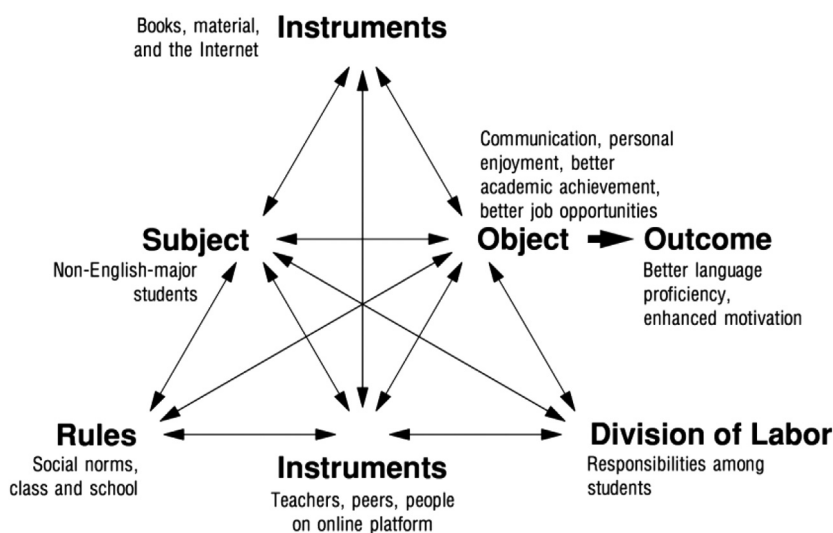 Books, material,
and the Internet
Instruments
Communication, personal
enjoyment, better
academic achievement,
better job opportunities
Subject
Non-English-major
students
Object
Outcome
Better language
proficiency,
enhanced motivation
Rules
Social norms,
class and school
Instruments
Teachers, peers, people
on online platform
Division of Labor
Responsibilities among
students